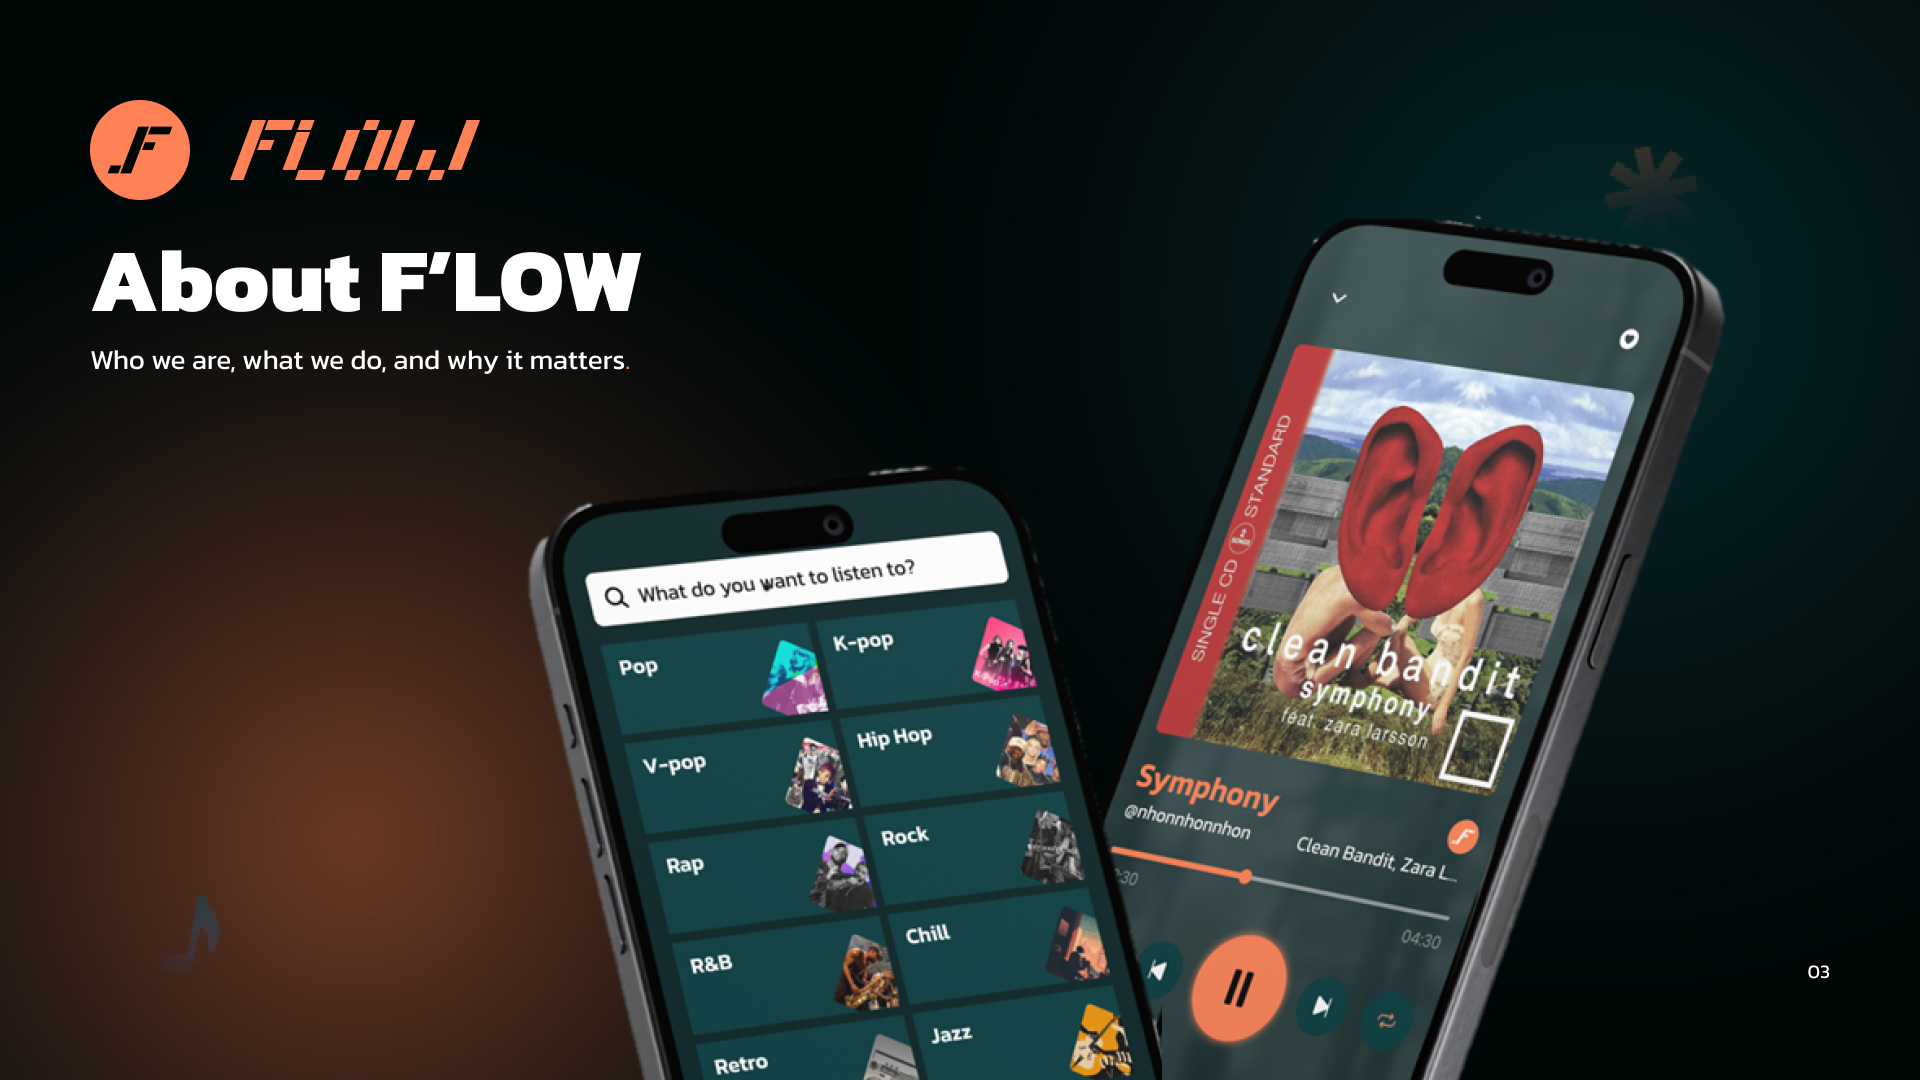 FLOW
About F'LOW
Who we are, what we do, and why it matters.
What do you want to listen to?
Pop
K-pop
V-pop
Hip Hop
Rap
Rock
R&B
Chill
Retro
Jazz
SINGLE CD 2 SONGS STANDARD
clean bandit
symphony
feat. zara larsson
Symphony
@nhonnhonnhon
Clean Bandit, Zara L...
:30
04:30
03